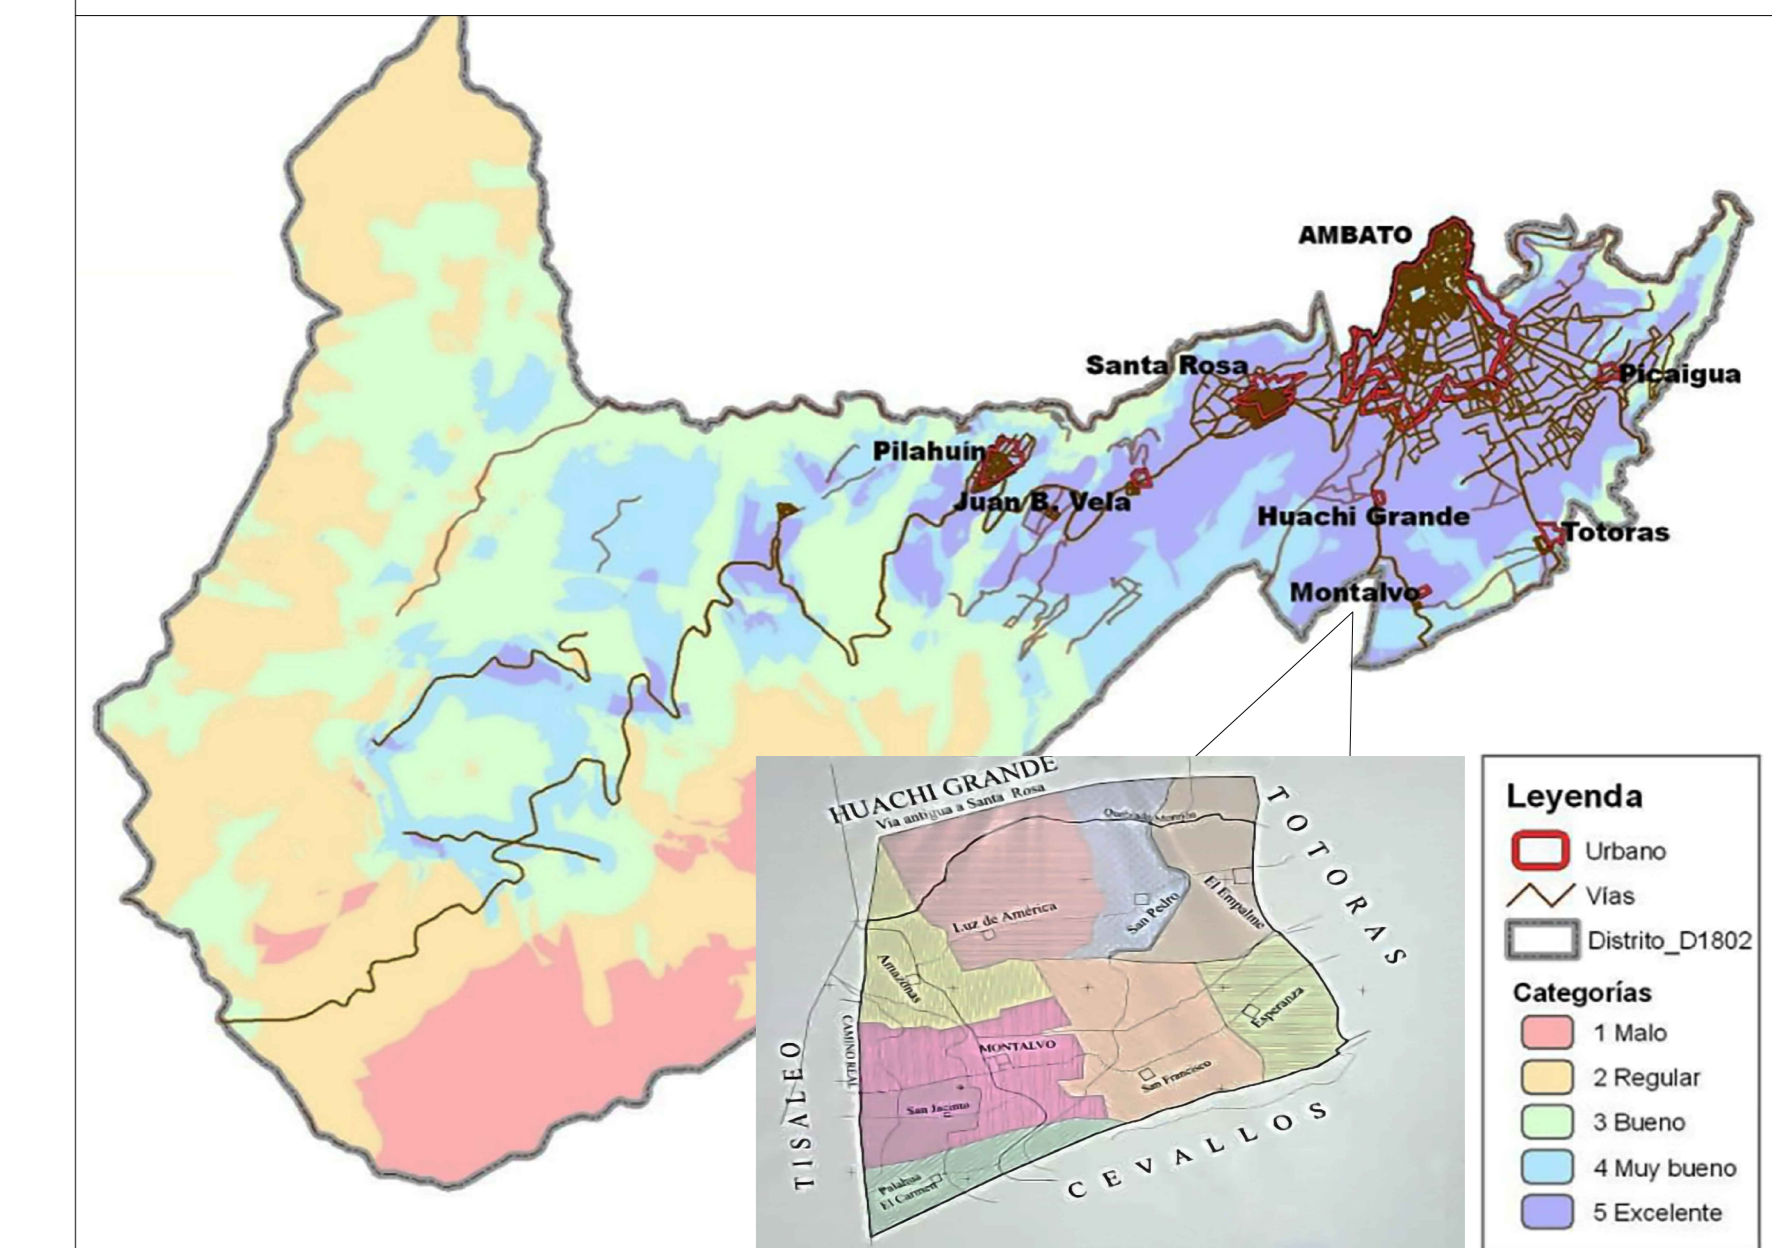 AMBATO
Santa Rosa
Picaigua
Pilahuín
Juan B. Vela
Huachi Grande
Totoras
Montalvo
HUACHI GRANDE
Vía antigua a Santa Rosa
TOTORAS
Luz de América
San Pedro
El Empalme
Amazonas
Esperanza
CAMINO REAL
MONTALVO
San Francisco
San Jacinto
TISALEO
CEVALLOS
Palahua
El Carmen
Leyenda
Urbano
Vías
Distrito_D1802
Categorías
1 Malo
2 Regular
3 Bueno
4 Muy bueno
5 Excelente